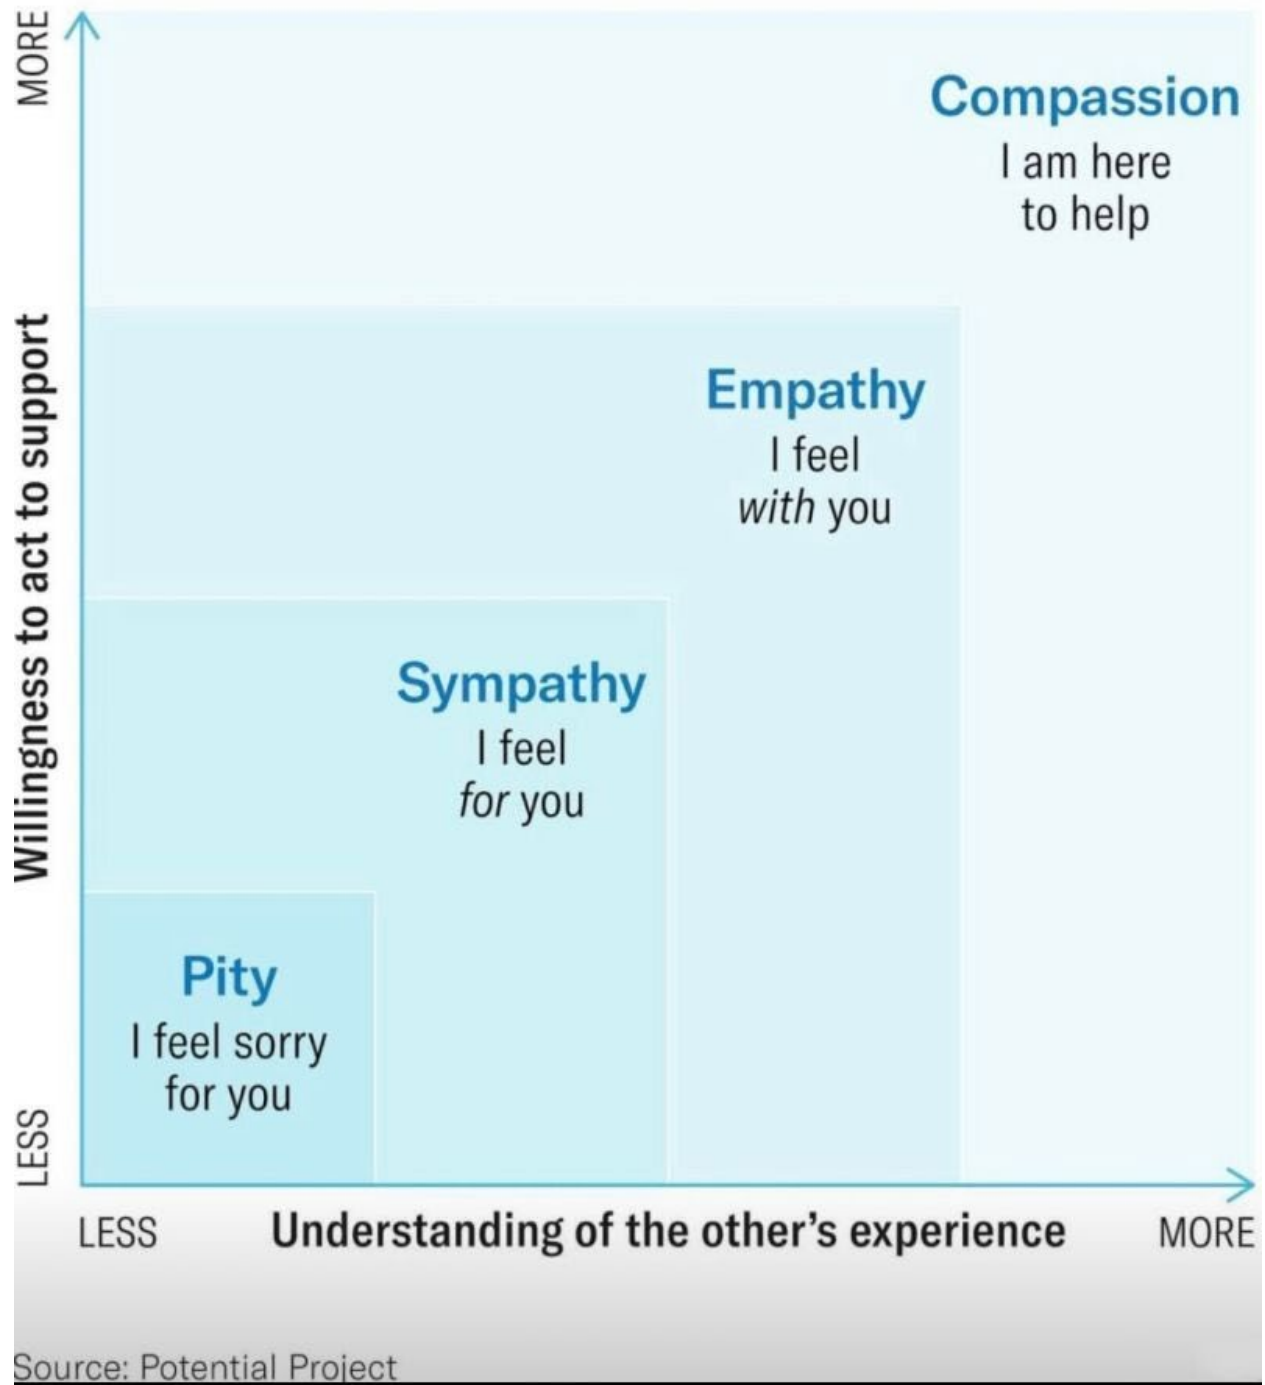 MORE
Compassion
I am here
to help
Willingness to act to support
Empathy
I feel
with you
Sympathy
I feel
for you
Pity
I feel sorry
for you
LESS
LESS
Understanding of the other's experience
MORE
Source: Potential Project